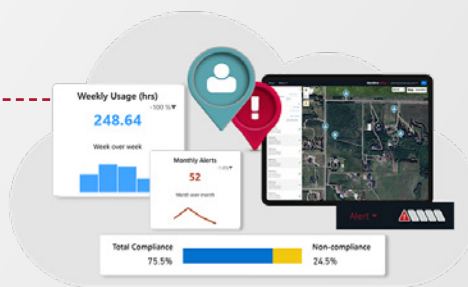 Weekly Usage (hrs)
-100 %▼
248.64
Week over week
Monthly Alerts
52
Month over month
Alert
Total Compliance
75.5%
Non-compliance
24.5%